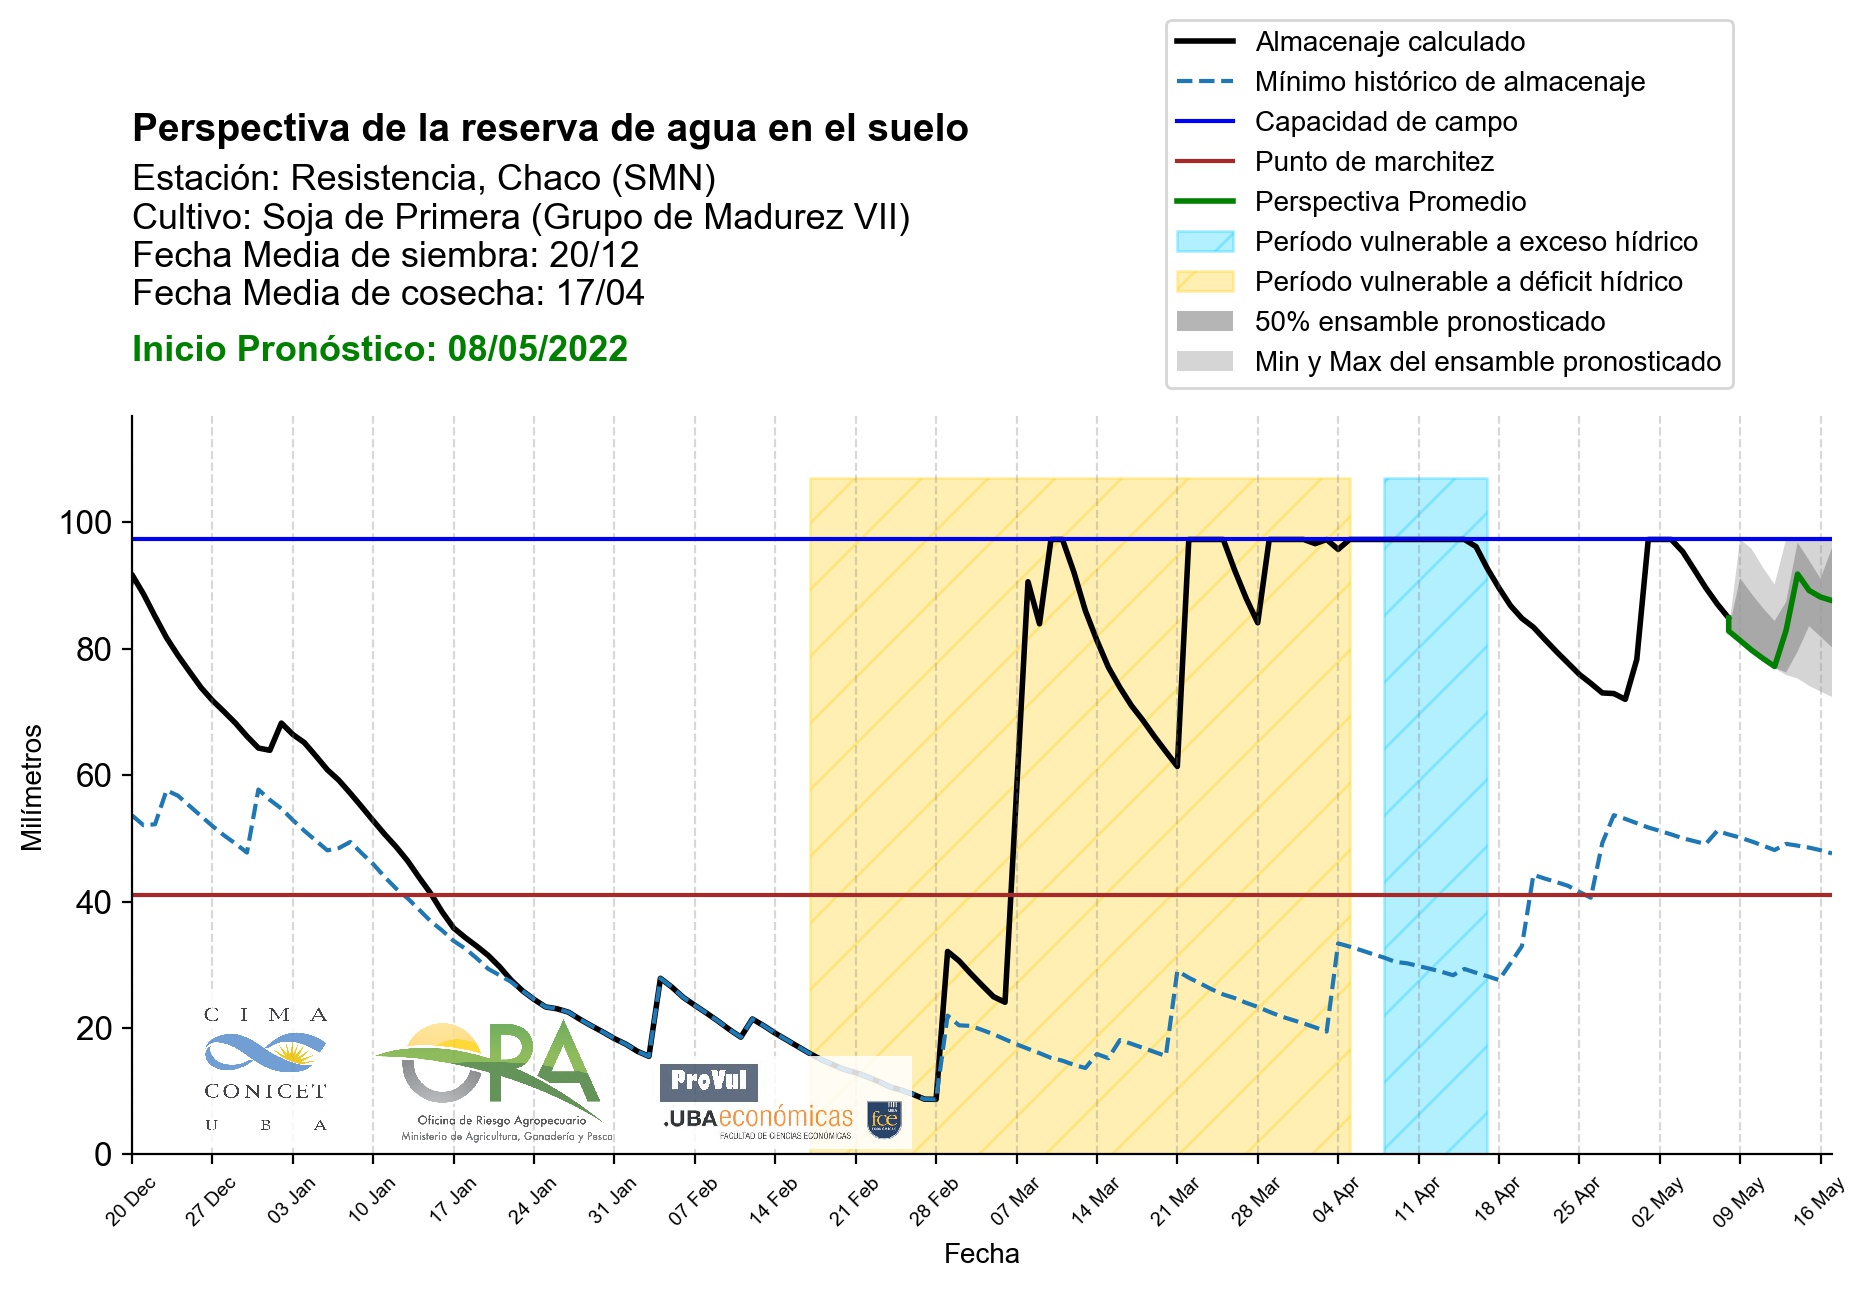 Almacenaje calculado
Mínimo histórico de almacenaje
Capacidad de campo
Punto de marchitez
Perspectiva Promedio
Período vulnerable a exceso hídrico
Período vulnerable a déficit hídrico
50% ensamble pronosticado
Min y Max del ensamble pronosticado
Perspectiva de la reserva de agua en el suelo
Estación: Resistencia, Chaco (SMN)
Cultivo: Soja de Primera (Grupo de Madurez VII)
Fecha Media de siembra: 20/12
Fecha Media de cosecha: 17/04
Inicio Pronóstico: 08/05/2022
Milímetros
100
80
60
40
20
0
CIMA
CONICET
UBA
ORA
Oficina de Riesgo Agropecuario
Ministerio de Agricultura, Ganadería y Pesca
ProVul
.UBAeconómicas
FACULTAD DE CIENCIAS ECONÓMICAS
UBA
fce
ECONÓMICAS
20 Dec
27 Dec
03 Jan
10 Jan
17 Jan
24 Jan
31 Jan
07 Feb
14 Feb
21 Feb
28 Feb
07 Mar
14 Mar
21 Mar
28 Mar
04 Apr
11 Apr
18 Apr
25 Apr
02 May
09 May
16 May
Fecha